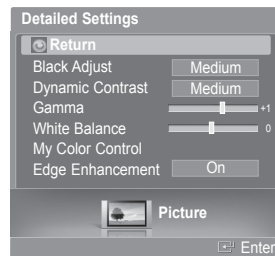 Detailed Settings
Return
Black Adjust Medium
Dynamic Contrast Medium
Gamma +1
White Balance 0
My Color Control
Edge Enhancement On
Picture
Enter